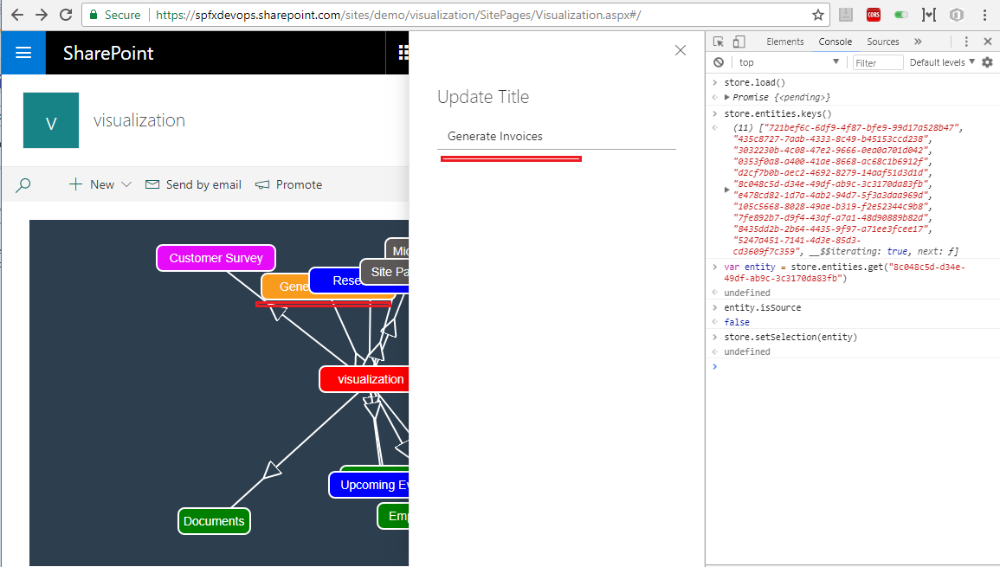 Secure https://spfxdevops.sharepoint.com/sites/demo/visualization/SitePages/Visualization.aspx#/
CORS
SharePoint
V
visualization
New Send by email Promote
Customer Survey
Mic
Site Pa
Gene
Rese
visualization
Upcoming Ev
Emp
Documents
Update Title
Generate Invoices
Elements Console Sources »
top Filter Default levels
store.load()
Promise {<pending>}
store.entities.keys()
(11) ["721bef6c-6df9-4f87-bfe9-99d17a528b47",
"435c8727-7aab-4333-8c49-b45153ccd238",
"3032230b-4c08-47e2-9666-0ea0a701d042",
"0353f0a8-a400-41ae-8668-ac68c1b6912f",
"d2cf7b0b-aec2-4692-8279-14aaf51d3d1d",
"8c048c5d-d34e-49df-ab9c-3c3170da83fb",
"e478cd82-1d7a-4ab2-94d7-5f3a3daa969d",
"105c5668-8028-49ae-b319-f2e52344c9b8",
"7fe892b7-d9f4-43af-a7a1-48d90889b82d",
"8435dd2b-2b64-4435-9f97-a71ee3fcee17",
"5247a451-7141-4d3e-85d3-
cd3609f7c359", __$$iterating: true, next: ƒ]
var entity = store.entities.get("8c048c5d-d34e-
49df-ab9c-3c3170da83fb")
undefined
entity.isSource
false
store.setSelection(entity)
undefined